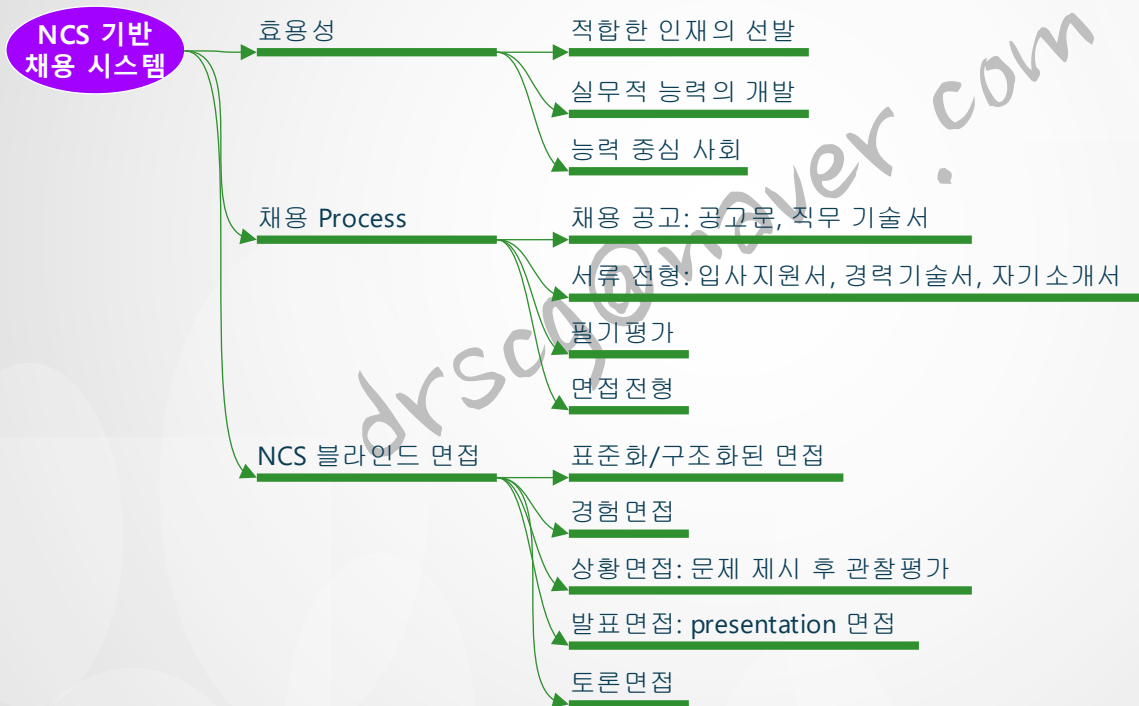 NCS 기반
채용 시스템
효용성
적합한 인재의 선발
실무적 능력의 개발
능력 중심 사회
채용 Process
채용 공고: 공고문, 직무 기술서
서류 전형: 입사지원서, 경력기술서, 자기소개서
필기평가
면접전형
NCS 블라인드 면접
표준화/구조화된 면접
경험면접
상황면접: 문제 제시 후 관찰평가
발표면접: presentation 면접
토론면접
drscg@naver.com